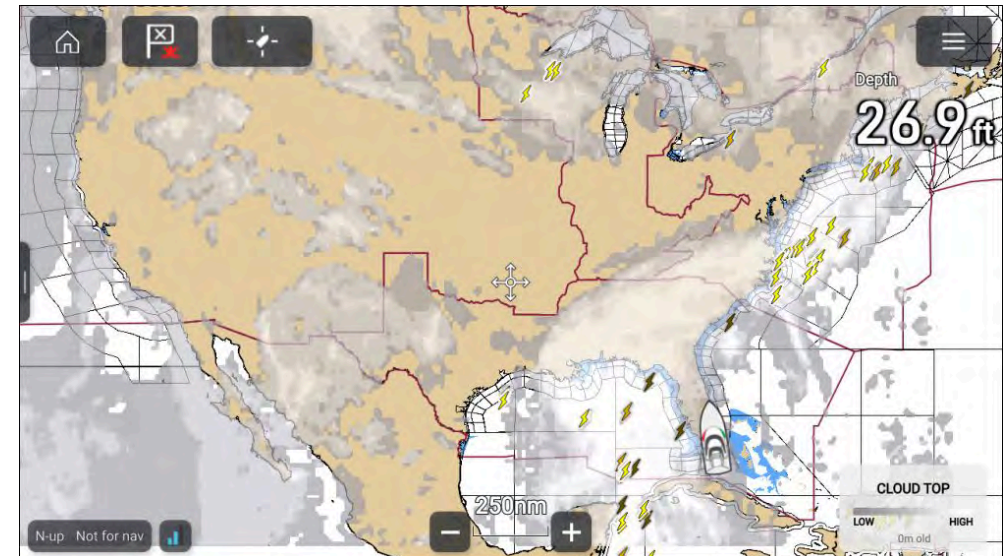 Depth
26.9 ft
250nm
CLOUD TOP
LOW HIGH
0m old
N-up Not for nav